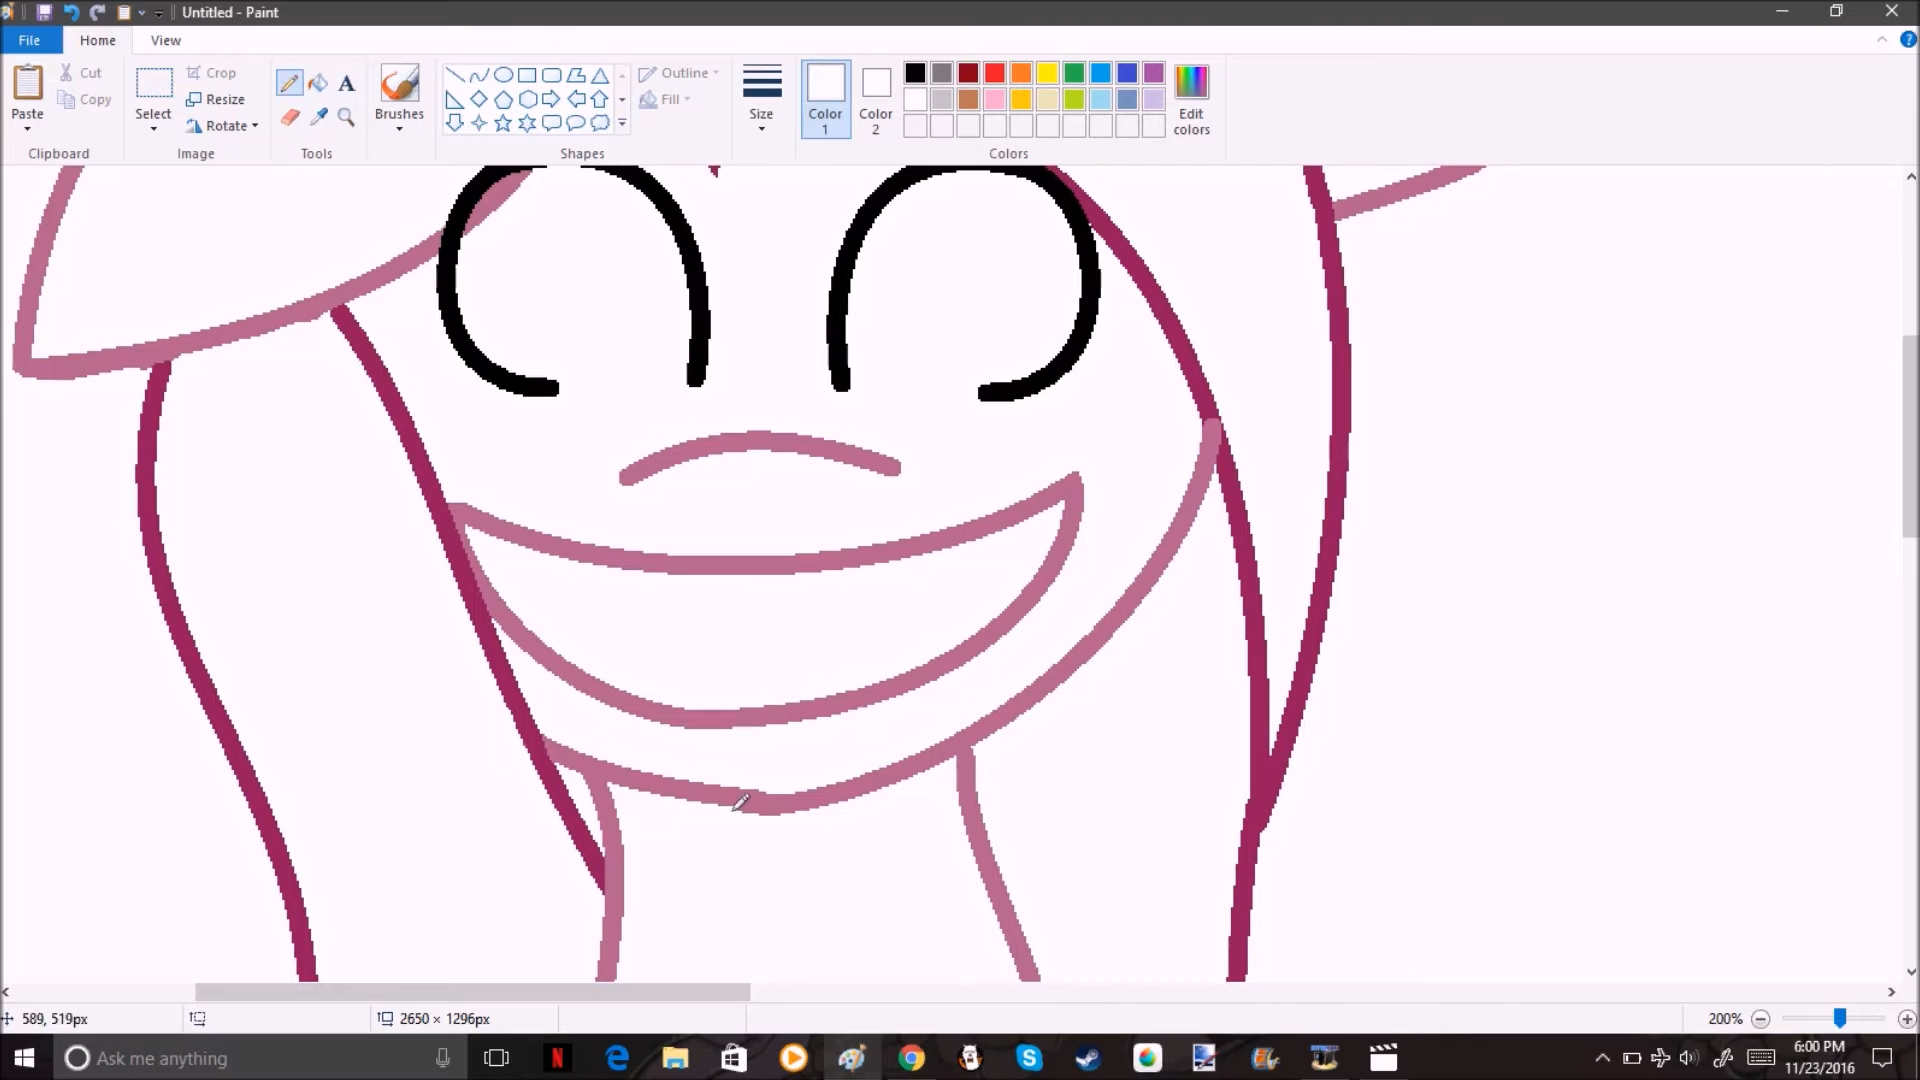 Untitled - Paint
File Home View
Paste
Cut
Copy
Clipboard
Select
Crop
Resize
Rotate
Image
A
Tools
Brushes
Shapes
Outline
Fill
Size
Color 1
Color 2
Edit colors
Colors
589, 519px
2650 × 1296px
200%
Ask me anything
6:00 PM
11/23/2016